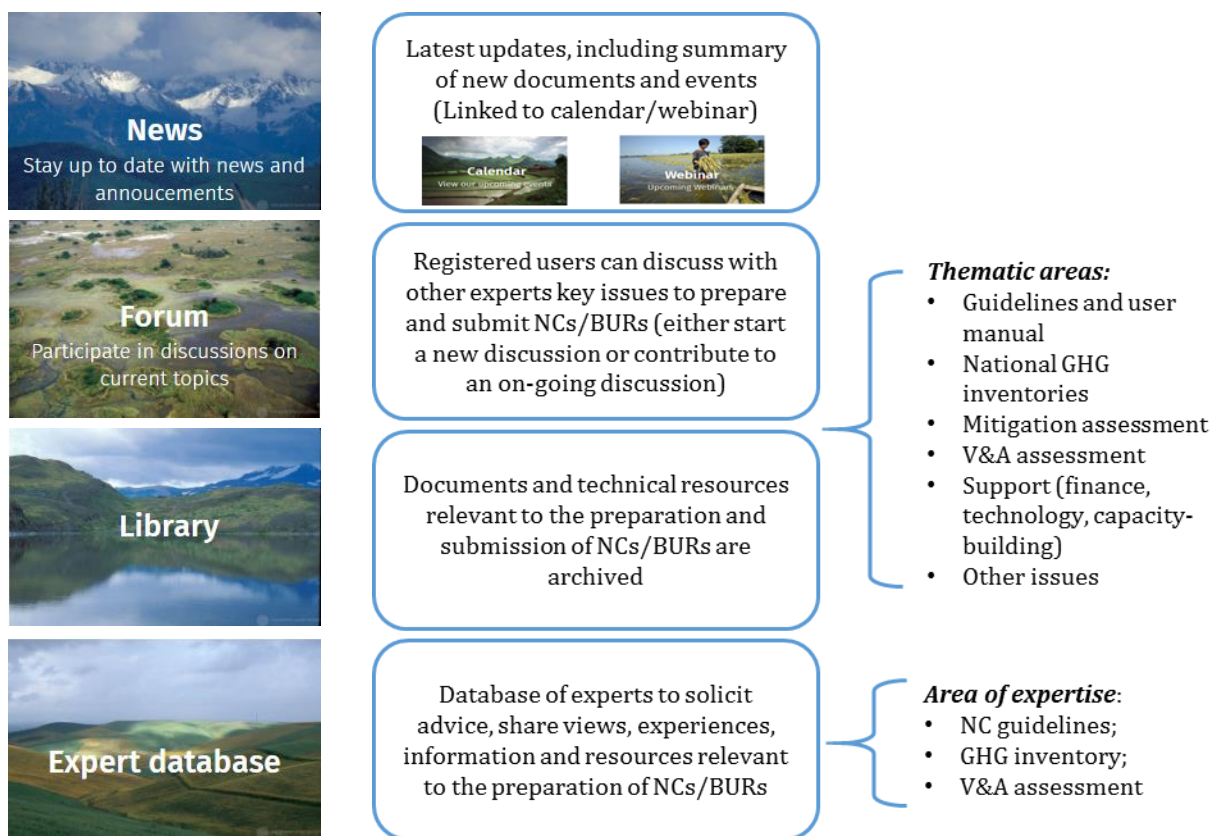 News
Stay up to date with news and
annoucements
Latest updates, including summary
of new documents and events
(Linked to calendar/webinar)
Calendar
View our upcoming events
Webinar
Upcoming Webinars
Forum
Participate in discussions on
current topics
Registered users can discuss with
other experts key issues to prepare
and submit NCs/BURs (either start
a new discussion or contribute to
an on-going discussion)
Library
Documents and technical resources
relevant to the preparation and
submission of NCs/BURs are
archived
Thematic areas:
• Guidelines and user
manual
• National GHG
inventories
• Mitigation assessment
• V&A assessment
• Support (finance,
technology, capacity-
building)
• Other issues
Expert database
Database of experts to solicit
advice, share views, experiences,
information and resources relevant
to the preparation of NCs/BURs
Area of expertise:
• NC guidelines;
• GHG inventory;
• V&A assessment